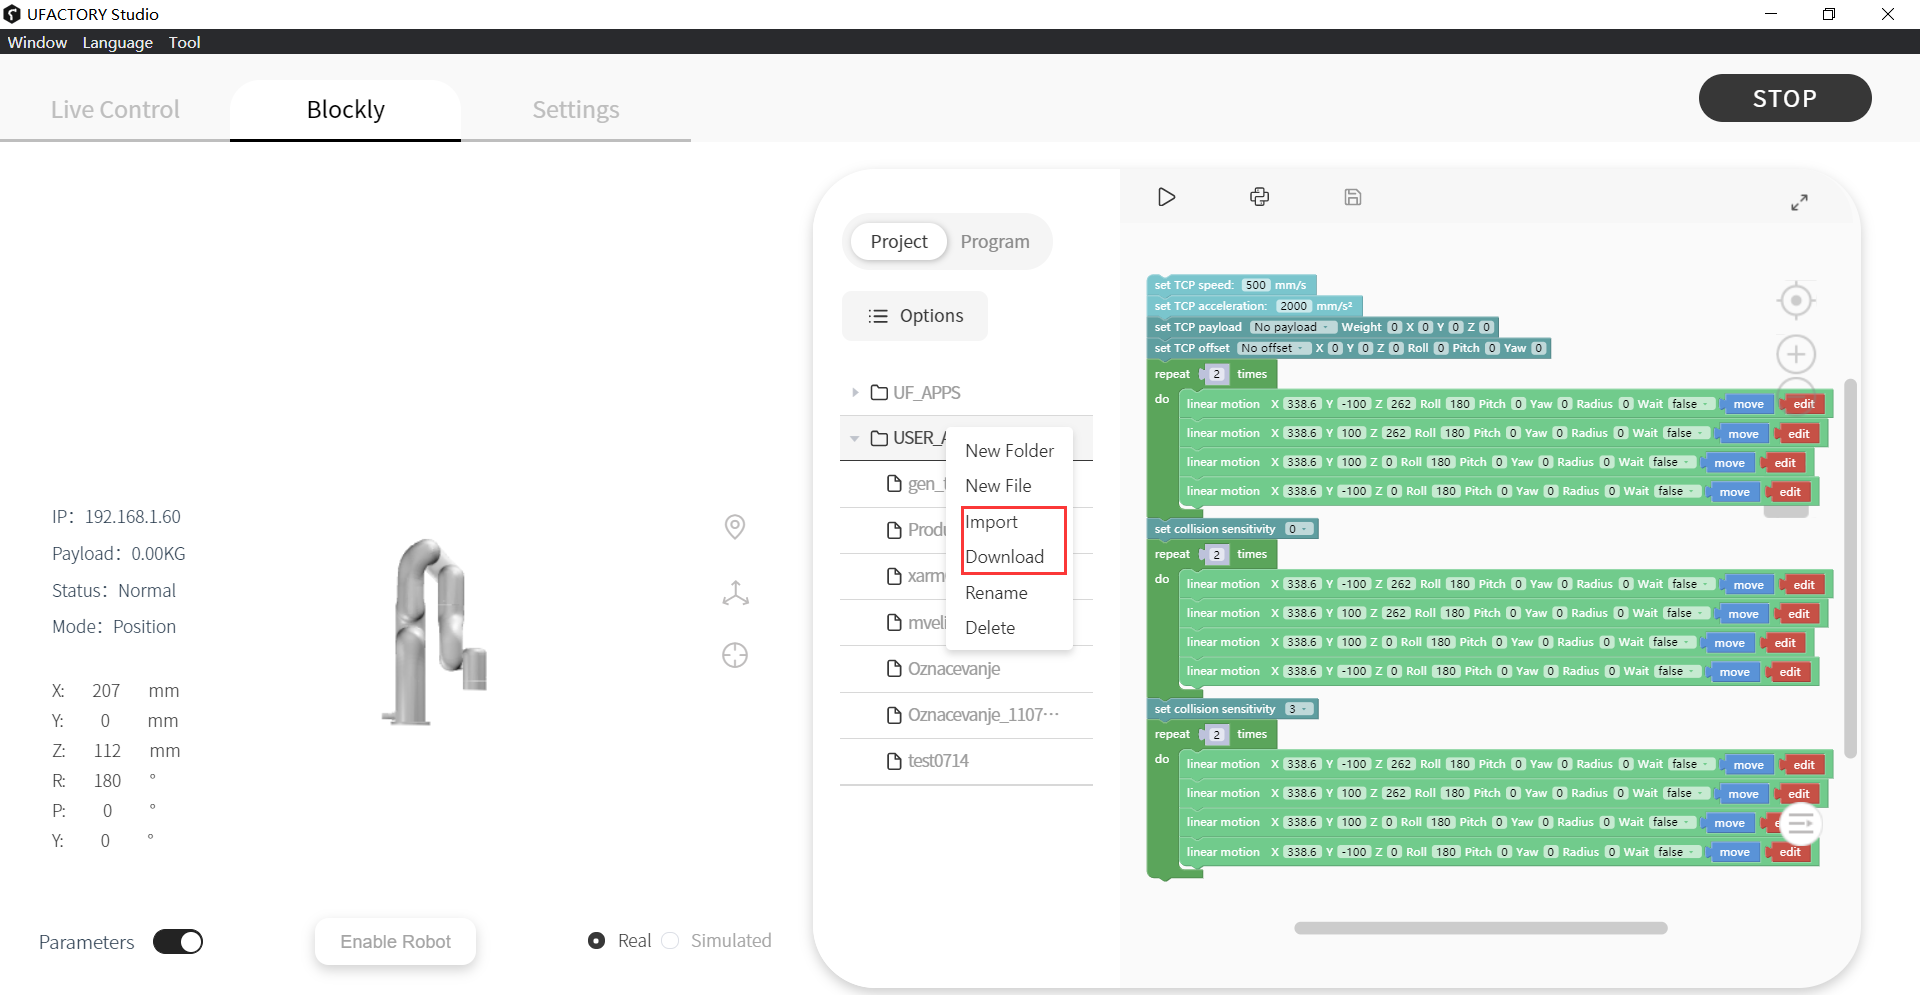 UFACTORY Studio
Window Language Tool
Live Control
Blockly
Settings
STOP
IP: 192.168.1.60
Payload: 0.00KG
Status: Normal
Mode: Position
X: 207 mm
Y: 0 mm
Z: 112 mm
R: 180 °
P: 0 °
Y: 0 °
Parameters
Enable Robot
Real
Simulated
Project
Program
Options
UF_APPS
USER_A
gen_t
Produ
xarm
mveli
Oznacevanje
Oznacevanje_1107···
test0714
New Folder
New File
Import
Download
Rename
Delete
set TCP speed: 500 mm/s
set TCP acceleration: 2000 mm/s²
set TCP payload No payload Weight 0 X 0 Y 0 Z 0
set TCP offset No offset X 0 Y 0 Z 0 Roll 0 Pitch 0 Yaw 0
repeat 2 times
do
linear motion X 338.6 Y -100 Z 262 Roll 180 Pitch 0 Yaw 0 Radius 0 Wait false move edit
linear motion X 338.6 Y 100 Z 262 Roll 180 Pitch 0 Yaw 0 Radius 0 Wait false move edit
linear motion X 338.6 Y 100 Z 0 Roll 180 Pitch 0 Yaw 0 Radius 0 Wait false move edit
linear motion X 338.6 Y -100 Z 0 Roll 180 Pitch 0 Yaw 0 Radius 0 Wait false move edit
set collision sensitivity 0
repeat 2 times
do
linear motion X 338.6 Y -100 Z 262 Roll 180 Pitch 0 Yaw 0 Radius 0 Wait false move edit
linear motion X 338.6 Y 100 Z 262 Roll 180 Pitch 0 Yaw 0 Radius 0 Wait false move edit
linear motion X 338.6 Y 100 Z 0 Roll 180 Pitch 0 Yaw 0 Radius 0 Wait false move edit
linear motion X 338.6 Y -100 Z 0 Roll 180 Pitch 0 Yaw 0 Radius 0 Wait false move edit
set collision sensitivity 3
repeat 2 times
do
linear motion X 338.6 Y -100 Z 262 Roll 180 Pitch 0 Yaw 0 Radius 0 Wait false move edit
linear motion X 338.6 Y 100 Z 262 Roll 180 Pitch 0 Yaw 0 Radius 0 Wait false move edit
linear motion X 338.6 Y 100 Z 0 Roll 180 Pitch 0 Yaw 0 Radius 0 Wait false move
linear motion X 338.6 Y -100 Z 0 Roll 180 Pitch 0 Yaw 0 Radius 0 Wait false move edit